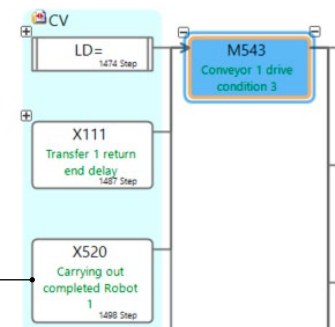 CV
LD=
1474 Step
M543
Conveyor 1 drive
condition 3
X111
Transfer 1 return
end delay
1487 Step
X520
Carrying out
completed Robot
1
1498 Step